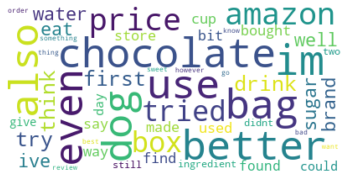 order
water
price
cup
know
amazon
something
eat
store
bit
bought
two
chocolate
im
also
think
even
dog
first
use
bag
drink
well
thing
sweet
however
go
tried
sugar
brand
give
day
say
made
used
didnt
bad
try
box
better
ive
way
find
found
could
best
still
ingredient
want
review